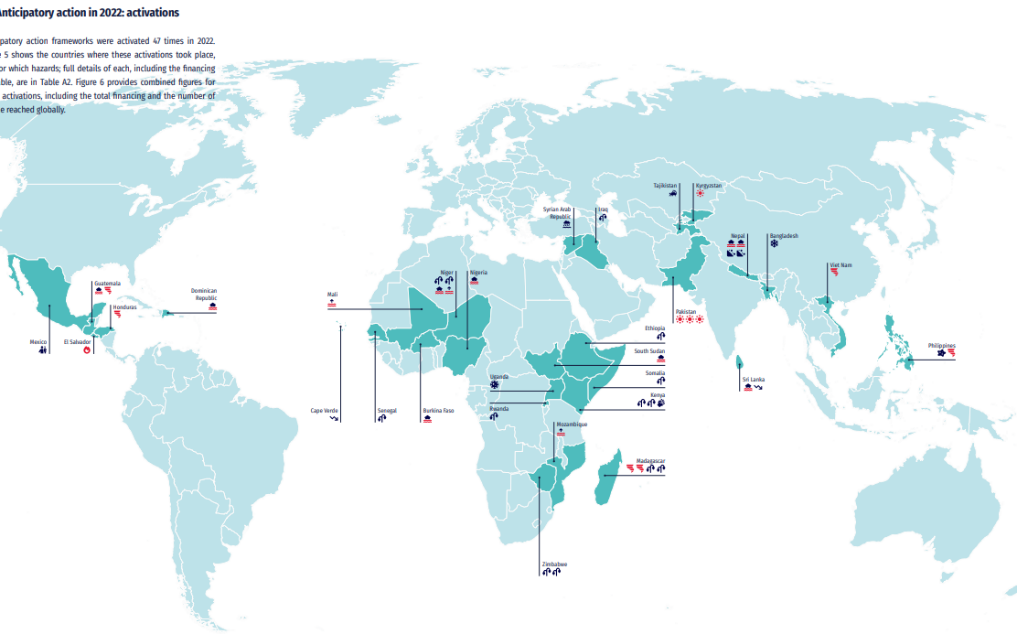 Anticipatory action in 2022: activations
patory action frameworks were activated 47 times in 2022.
e 5 shows the countries where these activations took place,
or which hazards; full details of each, including the financing
able, are in Table A2. Figure 6 provides combined figures for
activations, including the total financing and the number of
e reached globally.
Tajikistan
Kyrgyzstan
Syrian Arab
Republic
Iraq
Nepal
Bangladesh
Viet Nam
Niger
Nigeria
Guatemala
Dominican
Republic
Mali
Honduras
Pakistan
Mexico
El Salvador
Ethiopia
Philippines
South Sudan
Somalia
Uganda
Sri Lanka
Kenya
Cape Verde
Senegal
Burkina Faso
Rwanda
Mozambique
Madagascar
Zimbabwe